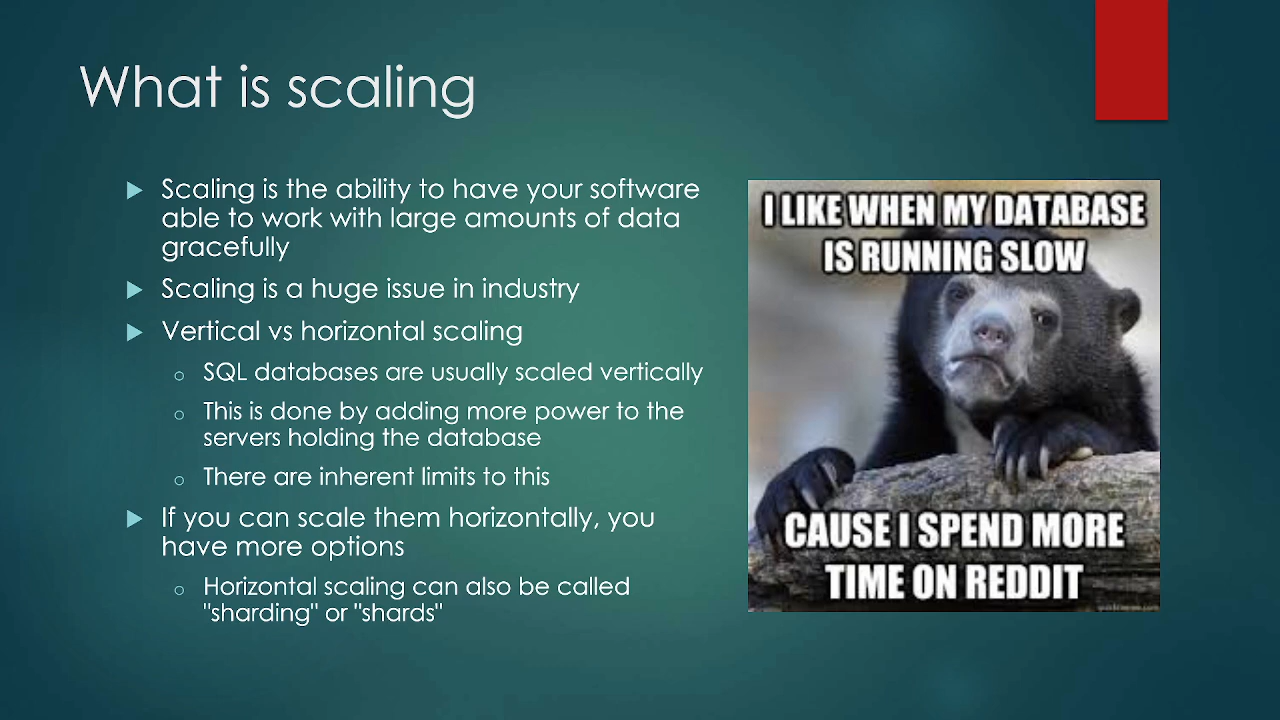 What is scaling
Scaling is the ability to have your software
able to work with large amounts of data
gracefully
Scaling is a huge issue in industry
Vertical vs horizontal scaling
SQL databases are usually scaled vertically
This is done by adding more power to the
servers holding the database
There are inherent limits to this
If you can scale them horizontally, you
have more options
Horizontal scaling can also be called
"sharding" or "shards"
I LIKE WHEN MY DATABASE
IS RUNNING SLOW
CAUSE I SPEND MORE
TIME ON REDDIT